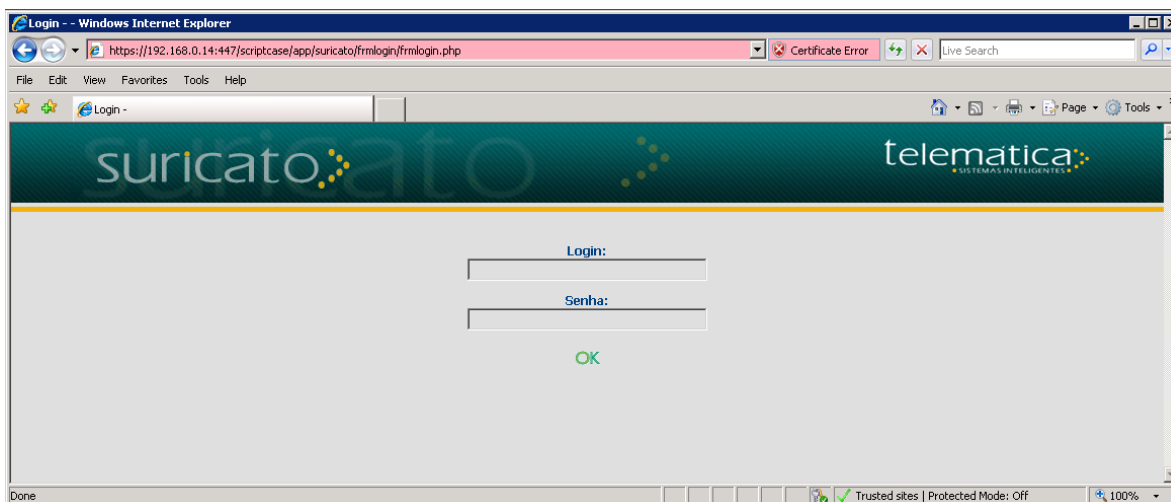 Login - - Windows Internet Explorer
https://192.168.0.14:447/scriptcase/app/suricato/frmlogin/frmlogin.php Certificate Error Live Search
File Edit View Favorites Tools Help
Login - Page Tools
suricato
suricato
telemática
SISTEMAS INTELIGENTES
Login:
Senha:
OK
Done Trusted sites | Protected Mode: Off 100%